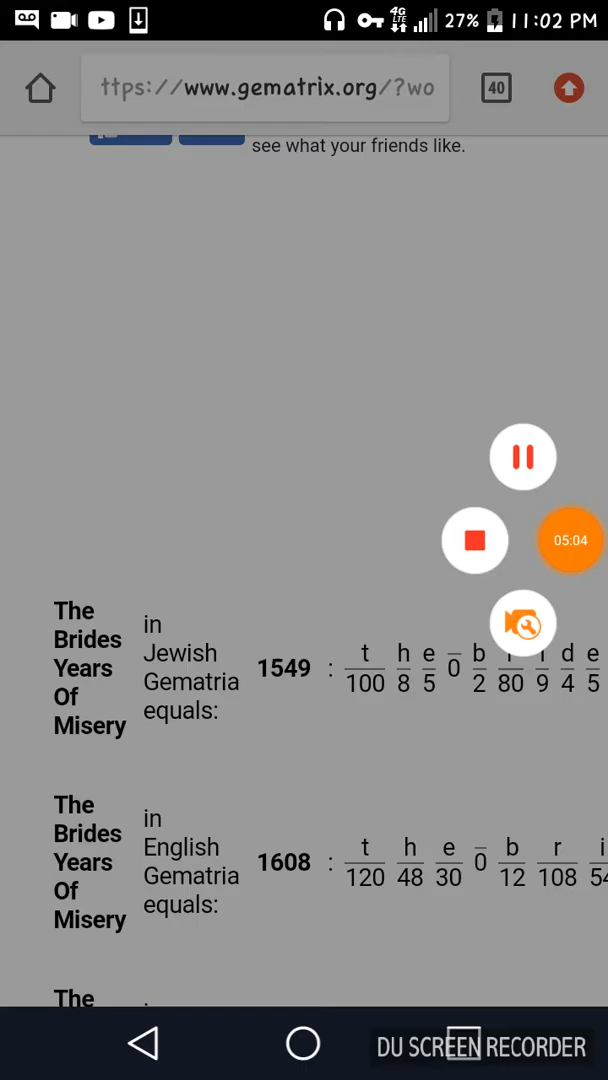 4G LTE 27% 11:02 PM
ttps://www.gematrix.org/?wo 40
see what your friends like.
05:04
The Brides Years Of Misery in Jewish Gematria equals: 1549 : t h e b d e
100 8 5 0 2 80 9 4 5
The Brides Years Of Misery in English Gematria equals: 1608 : t h e b r i
120 48 30 0 12 108 54
The
DU SCREEN RECORDER